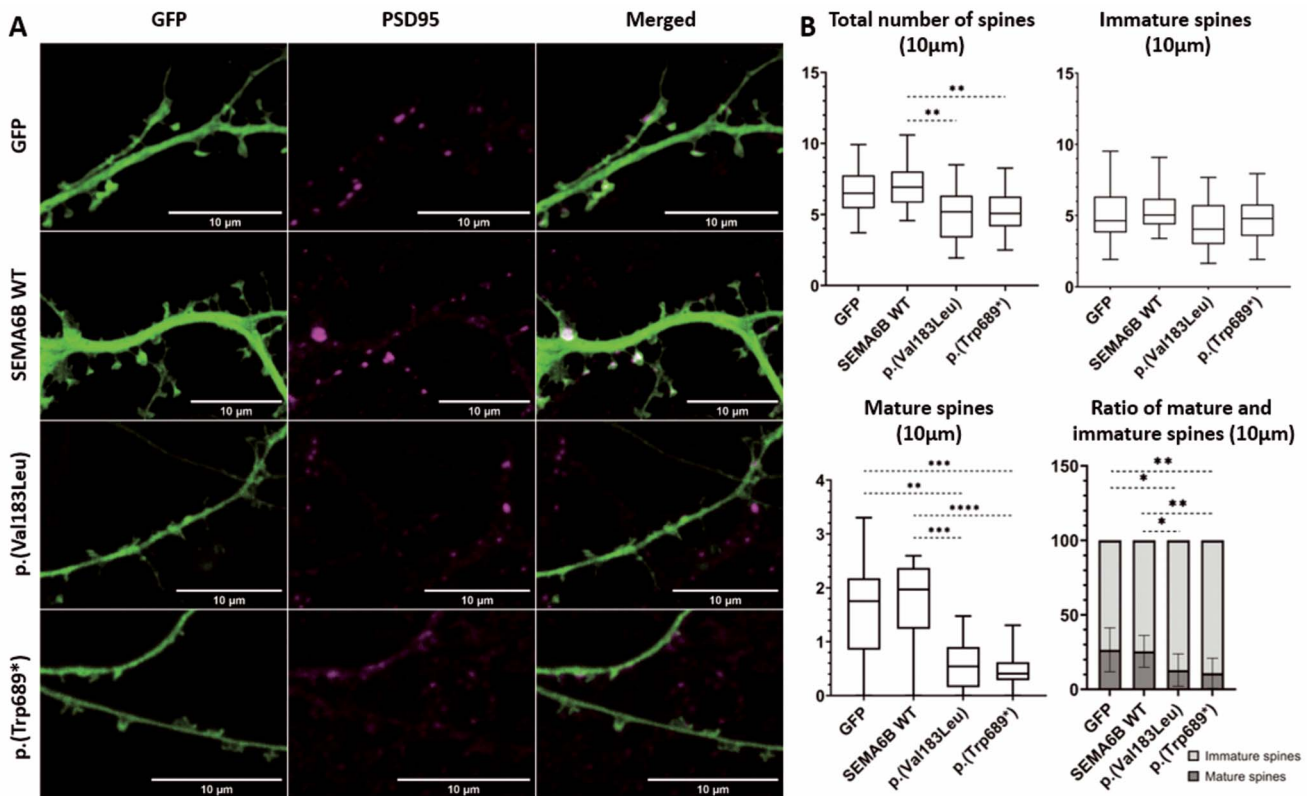 A
GFP
PSD95
Merged
GFP
10 µm
10 µm
10 µm
SEMA6B WT
10 µm
10 µm
10 µm
p.(Val183Leu)
10 µm
10 µm
10 µm
p.(Trp689*)
10 µm
10 µm
10 µm
B
Total number of spines
(10µm)
15
10
5
0
**
**
GFP
SEMA6B WT
p.(Val183Leu)
p.(Trp689*)
Immature spines
(10µm)
15
10
5
0
GFP
SEMA6B WT
p.(Val183Leu)
p.(Trp689*)
Mature spines
(10µm)
4
3
2
1
0
***
**
****
***
GFP
SEMA6B WT
p.(Val183Leu)
p.(Trp689*)
Ratio of mature and
immature spines (10µm)
150
100
50
0
**
*
**
*
GFP
SEMA6B WT
p.(Val183Leu)
p.(Trp689*)
Immature spines
Mature spines